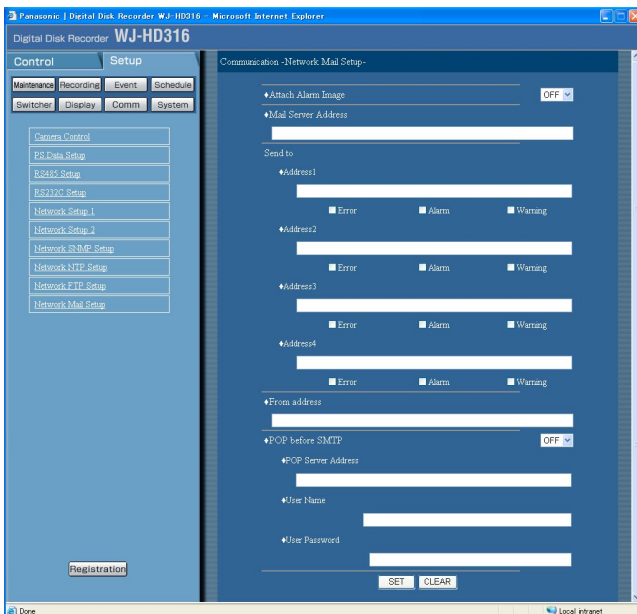 Panasonic | Digital Disk Recorder WJ-HD316 - Microsoft Internet Explorer
Digital Disk Recorder WJ-HD316
Control Setup
Maintenance Recording Event Schedule
Switcher Display Comm System
Camera Control
PS.Data Setup
RS485 Setup
RS232C Setup
Network Setup 1
Network Setup 2
Network SNMP Setup
Network NTP Setup
Network FTP Setup
Network Mail Setup
Registration
Communication -Network Mail Setup-
♦Attach Alarm Image OFF
♦Mail Server Address
Send to
♦Address1
Error Alarm Warning
♦Address2
Error Alarm Warning
♦Address3
Error Alarm Warning
♦Address4
Error Alarm Warning
♦From address
♦POP before SMTP OFF
♦POP Server Address
♦User Name
♦User Password
SET CLEAR
Done Local intranet